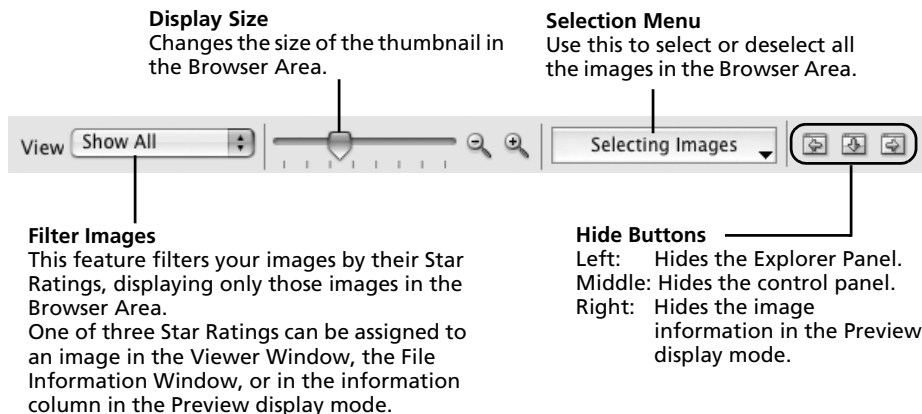 Display Size
Changes the size of the thumbnail in
the Browser Area.
Selection Menu
Use this to select or deselect all
the images in the Browser Area.
View
Show All
Selecting Images
Filter Images
This feature filters your images by their Star
Ratings, displaying only those images in the
Browser Area.
One of three Star Ratings can be assigned to
an image in the Viewer Window, the File
Information Window, or in the information
column in the Preview display mode.
Hide Buttons
Left: Hides the Explorer Panel.
Middle: Hides the control panel.
Right: Hides the image
information in the Preview
display mode.